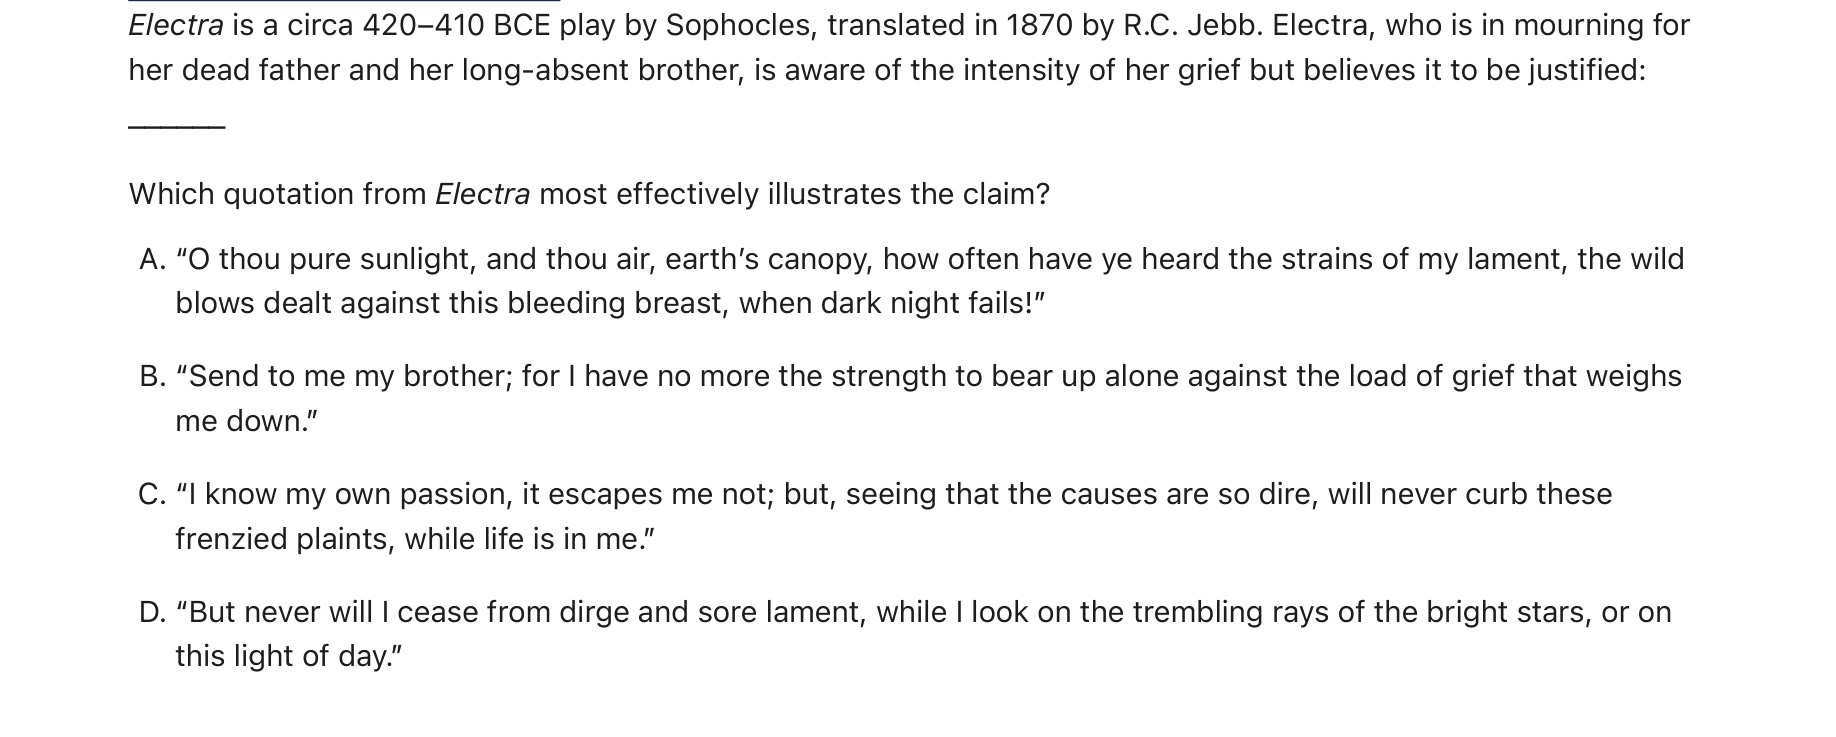 Electra is a circa 420–410 BCE play by Sophocles, translated in 1870 by R.C. Jebb. Electra, who is in mourning for
her dead father and her long-absent brother, is aware of the intensity of her grief but believes it to be justified:
______
Which quotation from Electra most effectively illustrates the claim?
A. “O thou pure sunlight, and thou air, earth’s canopy, how often have ye heard the strains of my lament, the wild
blows dealt against this bleeding breast, when dark night fails!”
B. “Send to me my brother; for I have no more the strength to bear up alone against the load of grief that weighs
me down.”
C. “I know my own passion, it escapes me not; but, seeing that the causes are so dire, will never curb these
frenzied plaints, while life is in me.”
D. “But never will I cease from dirge and sore lament, while I look on the trembling rays of the bright stars, or on
this light of day.”